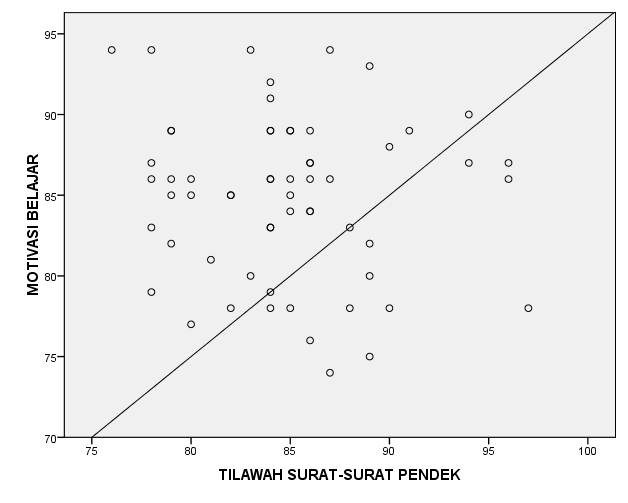 95
90
85
80
75
70
MOTIVASI BELAJAR
75 80 85 90 95 100
TILAWAH SURAT-SURAT PENDEK